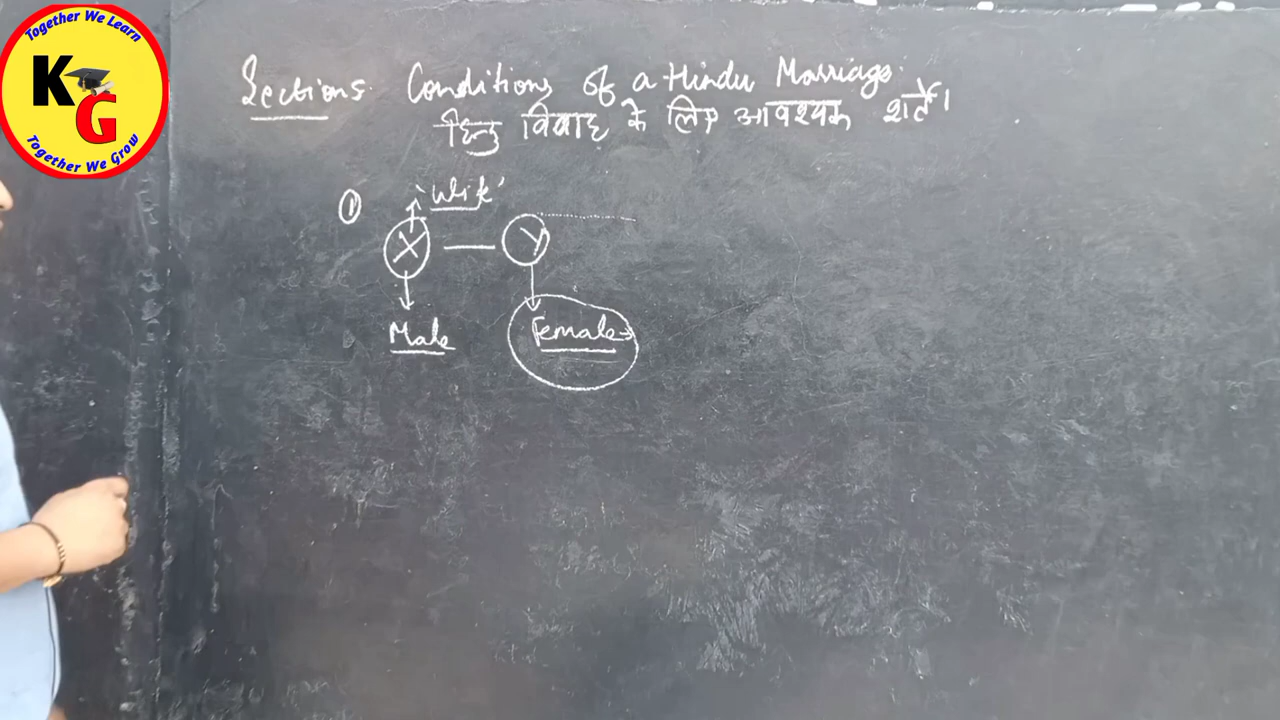 Together We Learn
KG
Together We Grow
Sections. Conditions of a Hindu Marriage.
हिन्दु विवाह के लिए आवश्यक शर्तें।
① 'Wife'
X — Y
Male Female